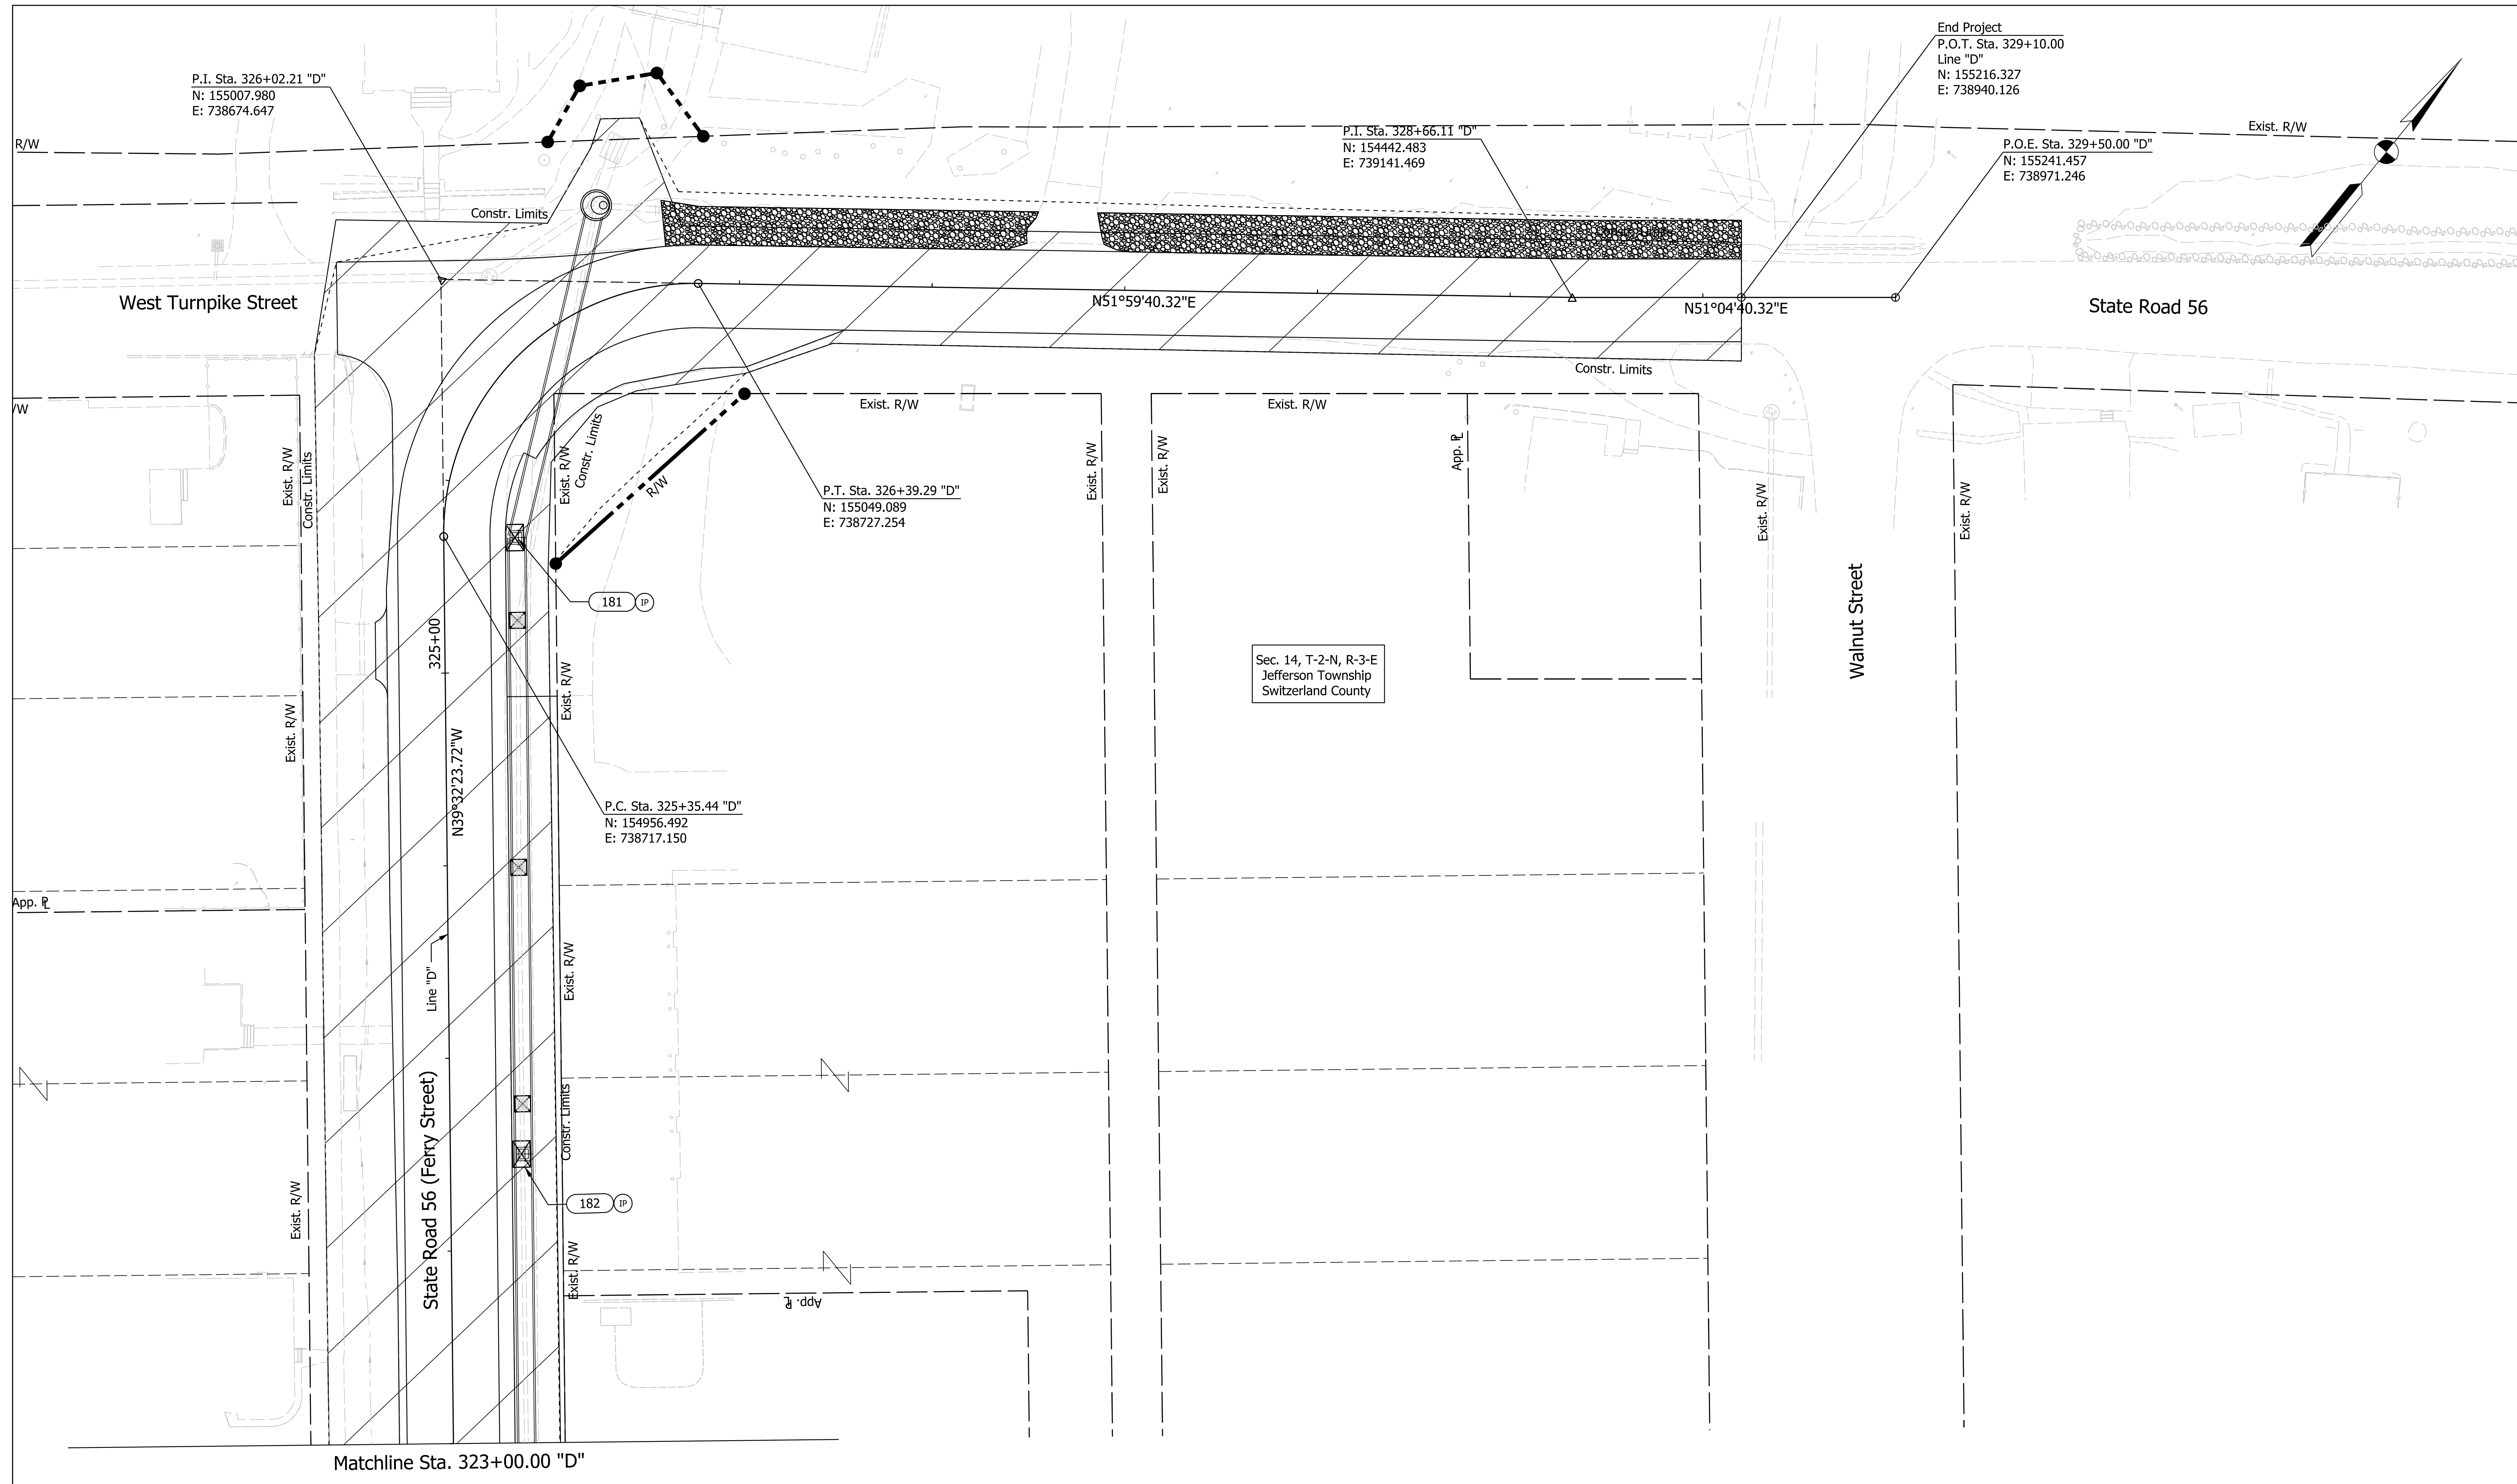 End Project
P.O.T. Sta. 329+10.00
Line "D"
N: 155216.327
E: 738940.126
P.I. Sta. 326+02.21 "D"
N: 155007.980
E: 738674.647
P.I. Sta. 328+66.11 "D"
N: 154442.483
E: 739141.469
Exist. R/W
P.O.E. Sta. 329+50.00 "D"
N: 155241.457
E: 738971.246
R/W
Constr. Limits
Constr. Limits
West Turnpike Street
N51°59'40.32"E
N51°04'40.32"E
State Road 56
Constr. Limits
/W
Exist. R/W
Exist. R/W
Exist. R/W
Constr. Limits
Exist. R/W
Constr. Limits
R/W
Exist. R/W
Exist. R/W
App. PL
Exist. R/W
Exist. R/W
P.T. Sta. 326+39.29 "D"
N: 155049.089
E: 738727.254
181
IP
325+00
Walnut Street
Sec. 14, T-2-N, R-3-E
Jefferson Township
Switzerland County
Exist. R/W
Exist. R/W
N39°32'23.72"W
P.C. Sta. 325+35.44 "D"
N: 154956.492
E: 738717.150
App. PL
Line "D"
Exist. R/W
State Road 56 (Ferry Street)
Constr. Limits
Exist. R/W
182
IP
Exist. R/W
App. PL
Matchline Sta. 323+00.00 "D"